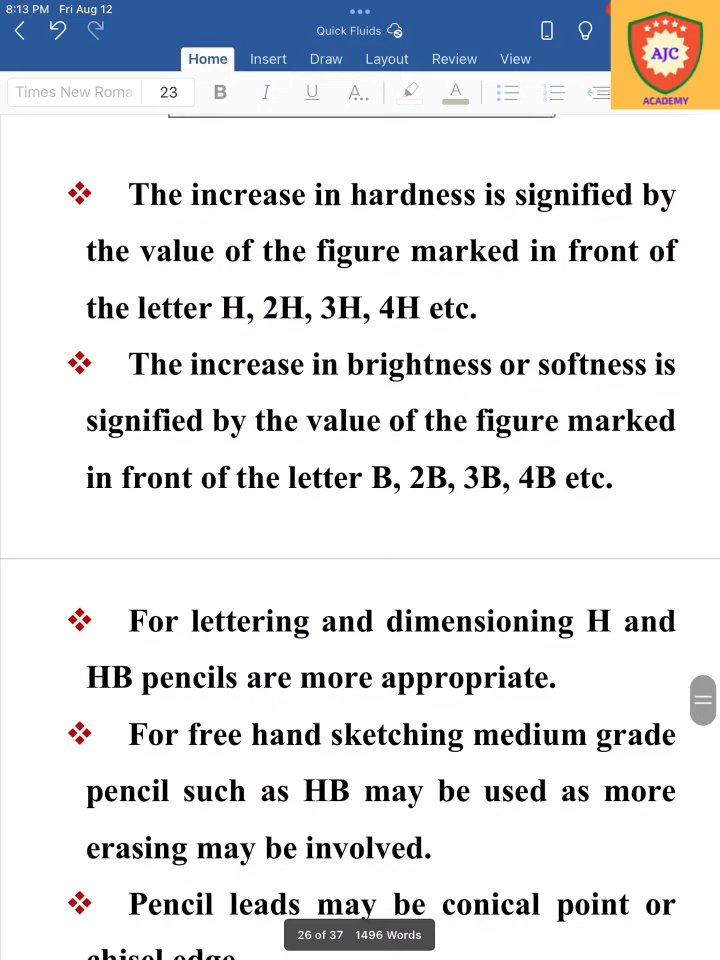 8:13 PM Fri Aug 12
Quick Fluids
Home Insert Draw Layout Review View
Times New Roma 23 B I U A..
AJC
ACADEMY
The increase in hardness is signified by
the value of the figure marked in front of
the letter H, 2H, 3H, 4H etc.
The increase in brightness or softness is
signified by the value of the figure marked
in front of the letter B, 2B, 3B, 4B etc.
For lettering and dimensioning H and
HB pencils are more appropriate.
For free hand sketching medium grade
pencil such as HB may be used as more
erasing may be involved.
Pencil leads may be conical point or
chisel edge
26 of 37 1496 Words